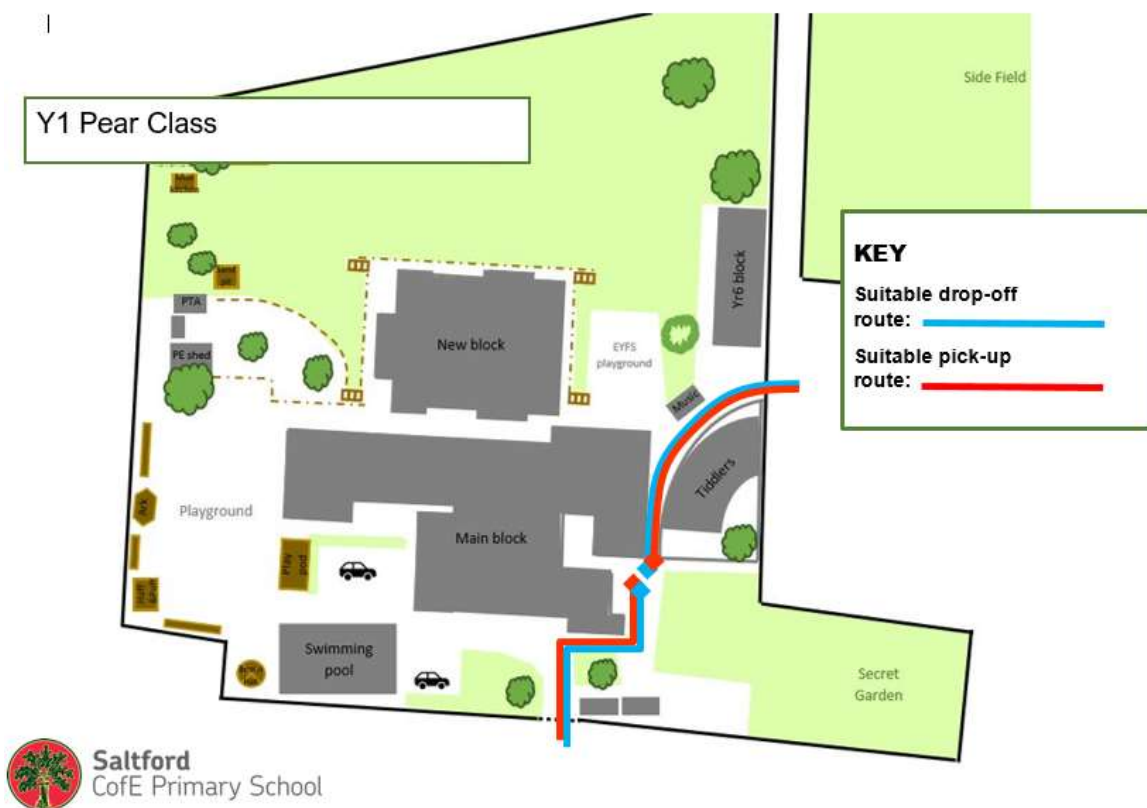 Y1 Pear Class
Side Field
KEY
Suitable drop-off
route:
Suitable pick-up
route:
Yr6 block
PTA
PE shed
New block
EYFS
playground
Music
Tiddlers
Playground
Ark
Main block
Play
pod
Swimming
pool
Secret
Garden
Saltford
CofE Primary School